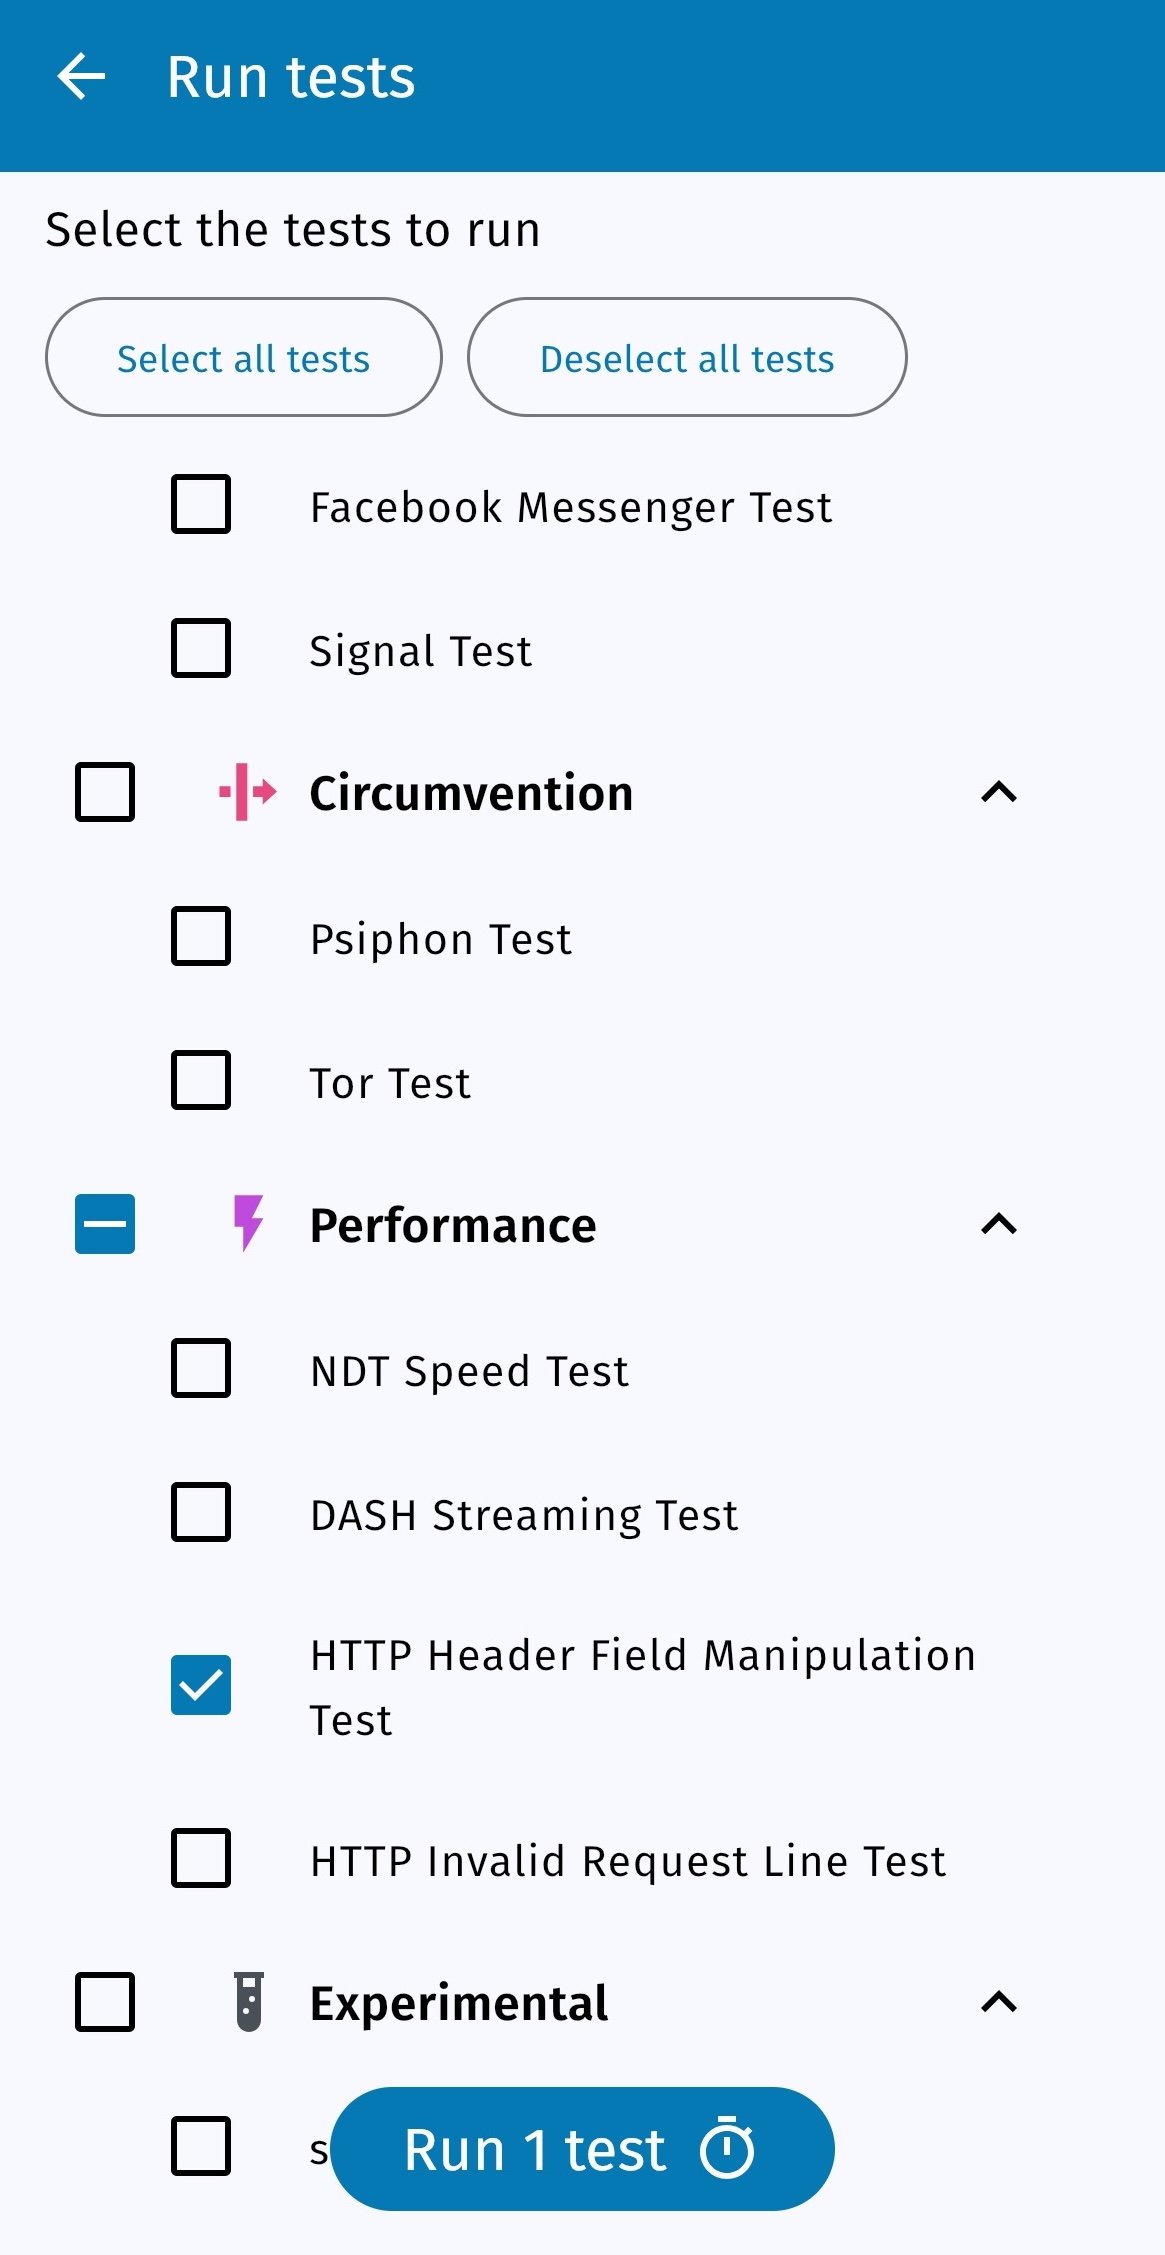 Run tests
Select the tests to run
Select all tests
Deselect all tests
Facebook Messenger Test
Signal Test
Circumvention
Psiphon Test
Tor Test
Performance
NDT Speed Test
DASH Streaming Test
HTTP Header Field Manipulation
Test
HTTP Invalid Request Line Test
Experimental
Run 1 test